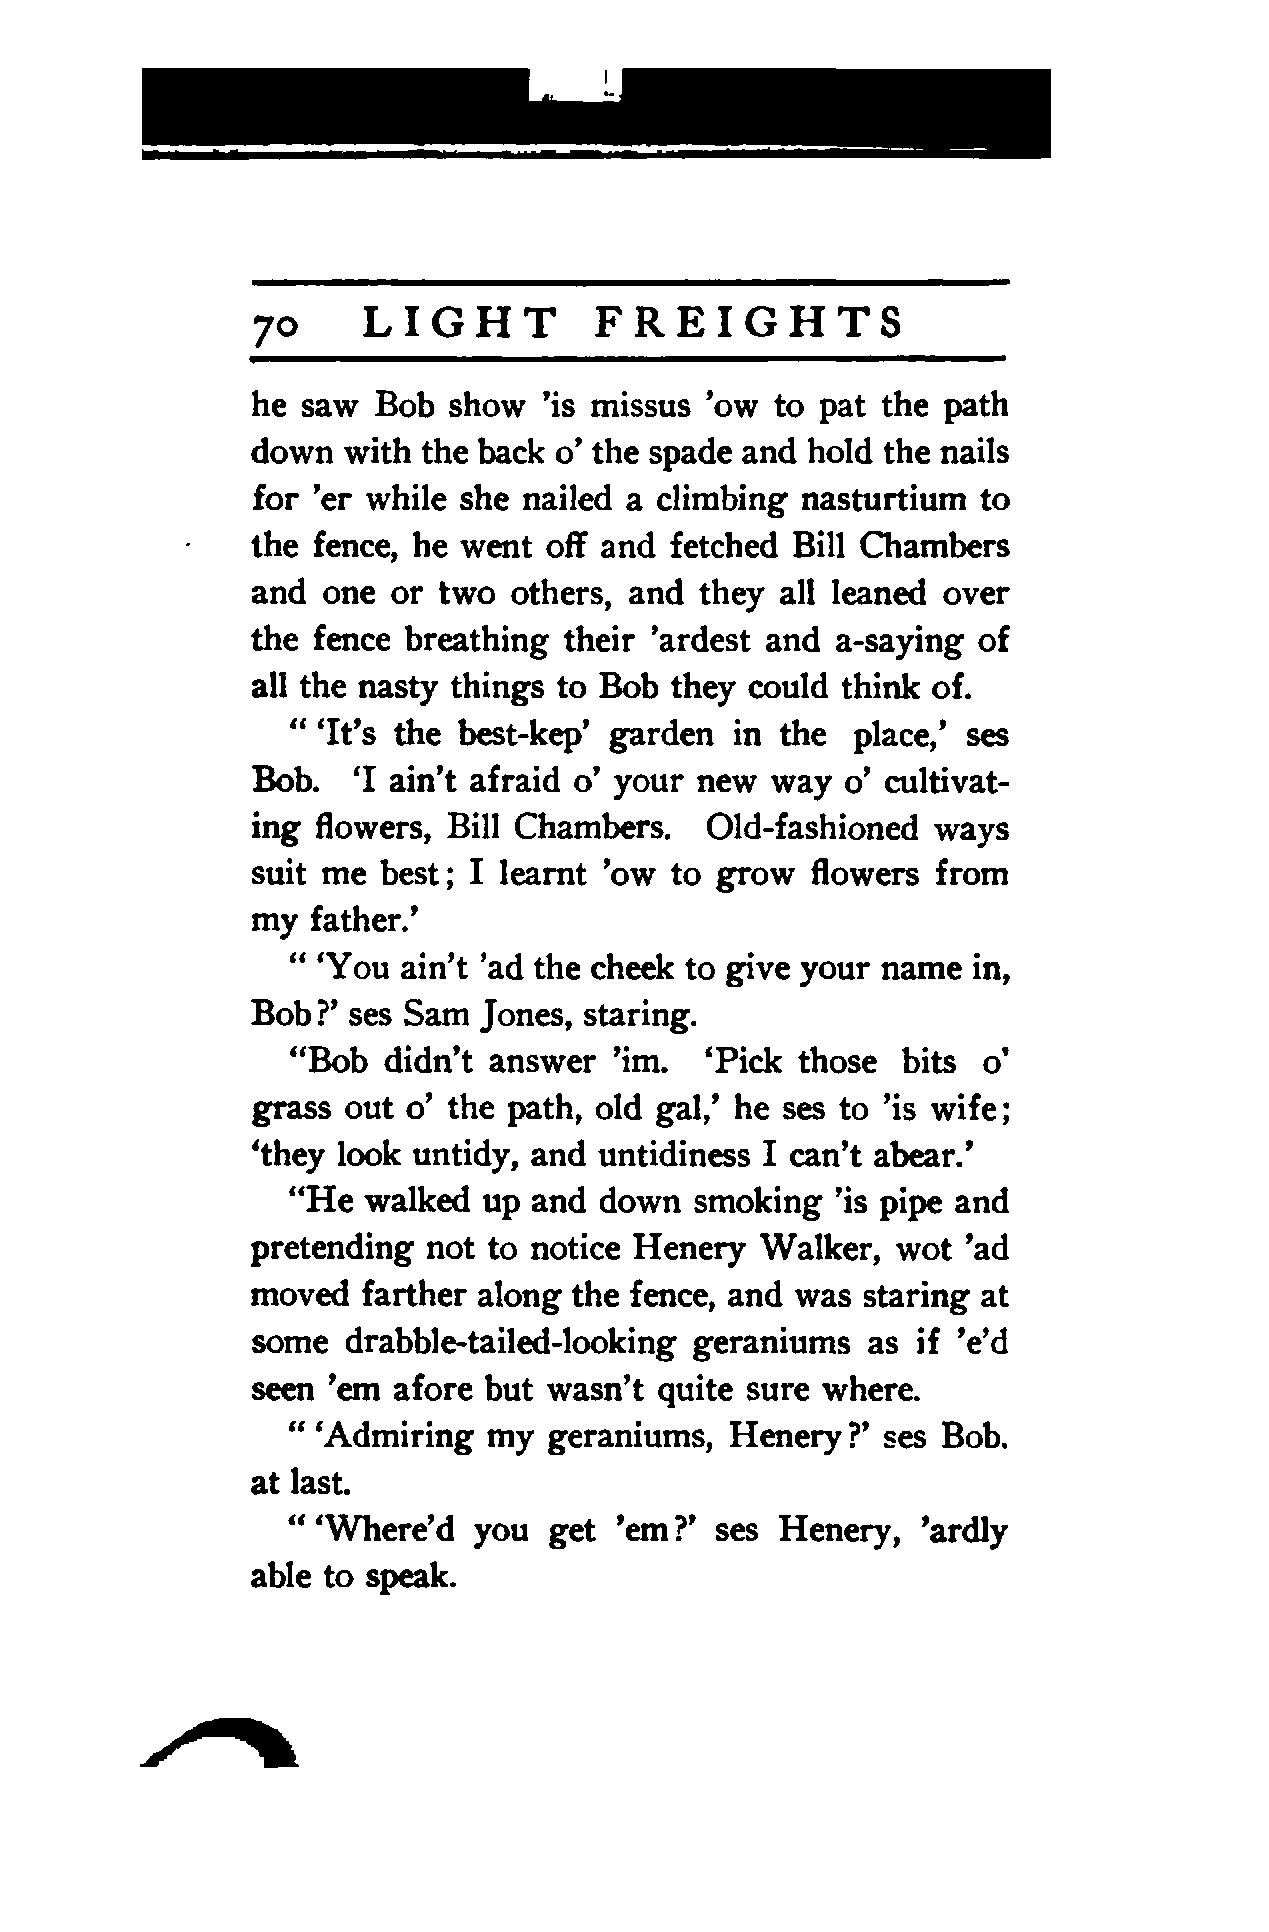 70 LIGHT FREIGHTS
he saw Bob show ’is missus ’ow to pat the path
down with the back o’ the spade and hold the nails
for ’er while she nailed a climbing nasturtium to
the fence, he went off and fetched Bill Chambers
and one or two others, and they all leaned over
the fence breathing their ’ardest and a-saying of
all the nasty things to Bob they could think of.
“ ‘It’s the best-kep’ garden in the place,’ ses
Bob. ‘I ain’t afraid o’ your new way o’ cultivat-
ing flowers, Bill Chambers. Old-fashioned ways
suit me best; I learnt ’ow to grow flowers from
my father.’
“ ‘You ain’t ’ad the cheek to give your name in,
Bob?’ ses Sam Jones, staring.
“Bob didn’t answer ’im. ‘Pick those bits o’
grass out o’ the path, old gal,’ he ses to ’is wife;
‘they look untidy, and untidiness I can’t abear.’
“He walked up and down smoking ’is pipe and
pretending not to notice Henery Walker, wot ’ad
moved farther along the fence, and was staring at
some drabble-tailed-looking geraniums as if ’e’d
seen ’em afore but wasn’t quite sure where.
“ ‘Admiring my geraniums, Henery?’ ses Bob.
at last.
“ ‘Where’d you get ’em?’ ses Henery, ’ardly
able to speak.